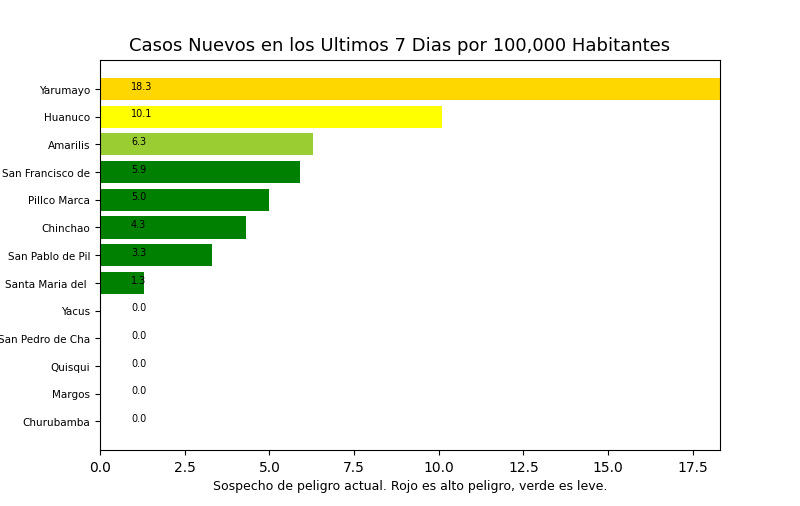 Casos Nuevos en los Ultimos 7 Dias por 100,000 Habitantes
Yarumayo 18.3
Huanuco 10.1
Amarilis 6.3
San Francisco de 5.9
Pillco Marca 5.0
Chinchao 4.3
San Pablo de Pil 3.3
Santa Maria del 1.3
Yacus 0.0
San Pedro de Cha 0.0
Quisqui 0.0
Margos 0.0
Churubamba 0.0
0.0 2.5 5.0 7.5 10.0 12.5 15.0 17.5
Sospecho de peligro actual. Rojo es alto peligro, verde es leve.